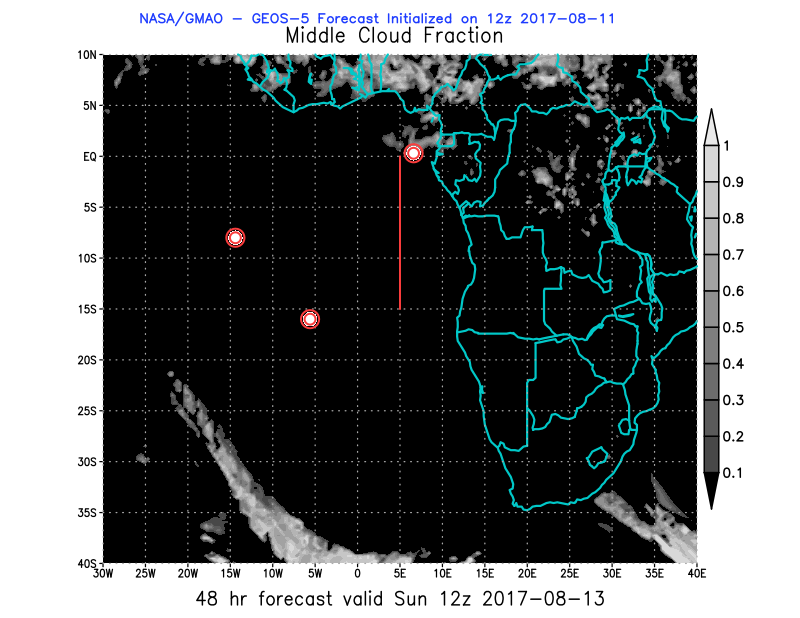 NASA/GMAO - GEOS-5 Forecast Initialized on 12z 2017-08-11
Middle Cloud Fraction
10N
5N
EQ
5S
10S
15S
20S
25S
30S
35S
40S
30W 25W 20W 15W 10W 5W 0 5E 10E 15E 20E 25E 30E 35E 40E
1
0.9
0.8
0.7
0.6
0.5
0.4
0.3
0.2
0.1
48 hr forecast valid Sun 12z 2017-08-13